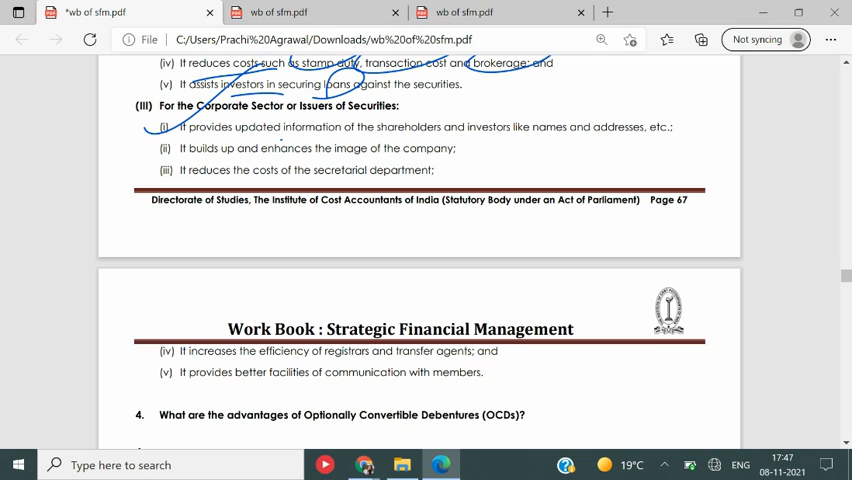 *wb of sfm.pdf
wb of sfm.pdf
wb of sfm.pdf
File
C:/Users/Prachi%20Agrawal/Downloads/wb%20of%20sfm.pdf
Not syncing
(iv) It reduces costs such as stamp duty, transaction cost and brokerage; and
(v) It assists investors in securing loans against the securities.
(III) For the Corporate Sector or Issuers of Securities:
(i) It provides updated information of the shareholders and investors like names and addresses, etc.;
(ii) It builds up and enhances the image of the company;
(iii) It reduces the costs of the secretarial department;
Directorate of Studies, The Institute of Cost Accountants of India (Statutory Body under an Act of Parliament) Page 67
Work Book : Strategic Financial Management
(iv) It increases the efficiency of registrars and transfer agents; and
(v) It provides better facilities of communication with members.
4. What are the advantages of Optionally Convertible Debentures (OCDs)?
Type here to search
19°C
ENG
17:47
08-11-2021